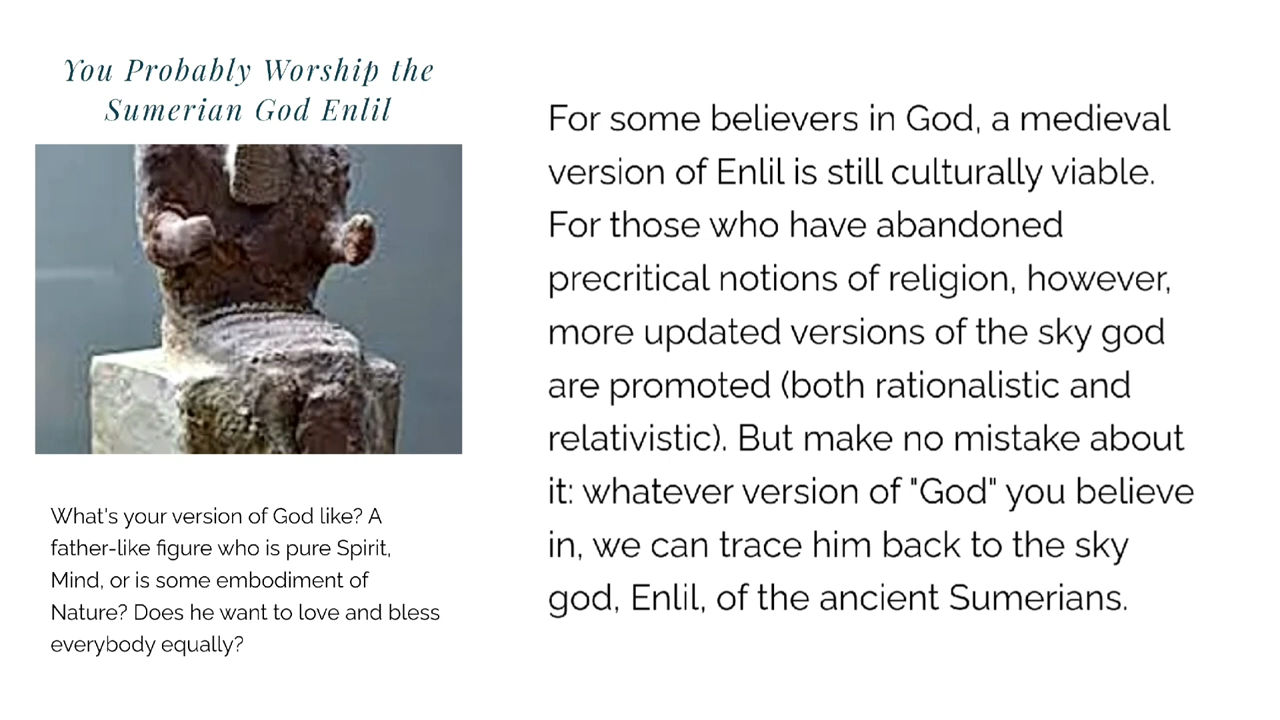 You Probably Worship the
Sumerian God Enlil
What's your version of God like? A
father-like figure who is pure Spirit,
Mind, or is some embodiment of
Nature? Does he want to love and bless
everybody equally?
For some believers in God, a medieval
version of Enlil is still culturally viable.
For those who have abandoned
precritical notions of religion, however,
more updated versions of the sky god
are promoted (both rationalistic and
relativistic). But make no mistake about
it: whatever version of "God" you believe
in, we can trace him back to the sky
god, Enlil, of the ancient Sumerians.